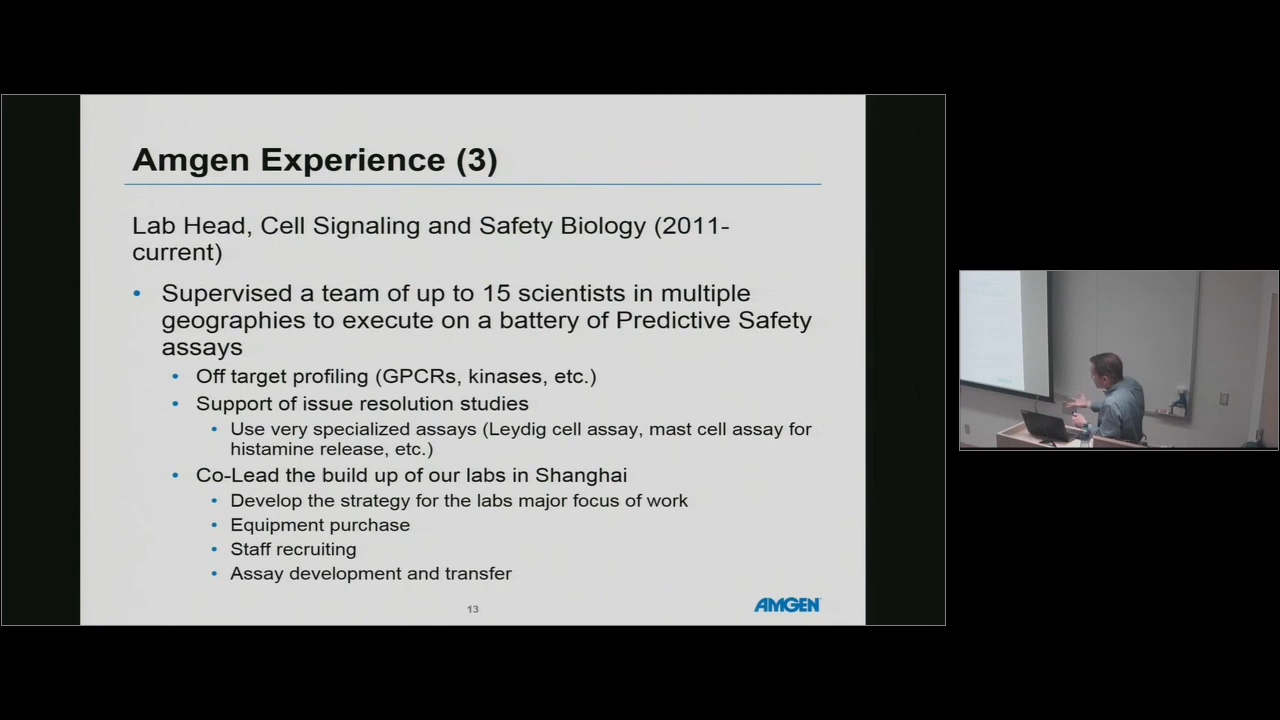 Amgen Experience (3)
Lab Head, Cell Signaling and Safety Biology (2011-
current)
• Supervised a team of up to 15 scientists in multiple
geographies to execute on a battery of Predictive Safety
assays
• Off target profiling (GPCRs, kinases, etc.)
• Support of issue resolution studies
• Use very specialized assays (Leydig cell assay, mast cell assay for
histamine release, etc.)
• Co-Lead the build up of our labs in Shanghai
• Develop the strategy for the labs major focus of work
• Equipment purchase
• Staff recruiting
• Assay development and transfer
13
AMGEN